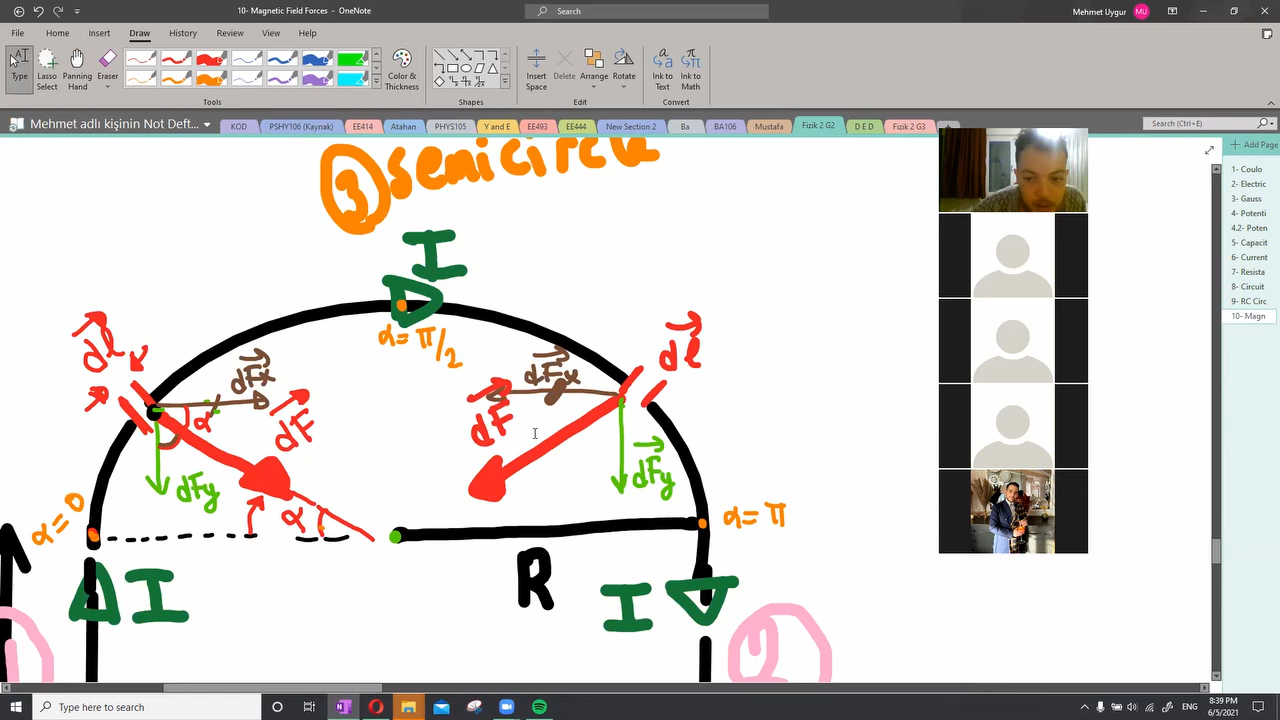 10- Magnetic Field Forces - OneNote
Search
Mehmet Uygur
MU
File Home Insert Draw History Review View Help
Type
Lasso Select
Panning Hand
Eraser
Color & Thickness
Insert Space
Delete
Arrange
Rotate
Ink to Text
Ink to Math
Tools
Shapes
Edit
Convert
Mehmet adlı kişinin Not Deft...
KOD PSHY106 (Kaynak) EE414 Atahan PHYS105 Y and E EE493 EE444 New Section 2 Ba BA106 Mustafa Fizik 2 G2 D E D Fizik 2 G3
Search (Ctrl+E)
Add Page
1- Coulo
2- Electric
3- Gauss
4- Potenti
4.2- Poten
5- Capacit
6- Current
7- Resista
8- Circuit
9- RC Circ
10- Magn
3 semicircle
I
α=π/2
dl
dFx
α
dF
dFy
dFx
dl
dF
dFy
α=0
α
α=π
R
I
I
2
Type here to search
ENG
8:39 PM
6/5/2021